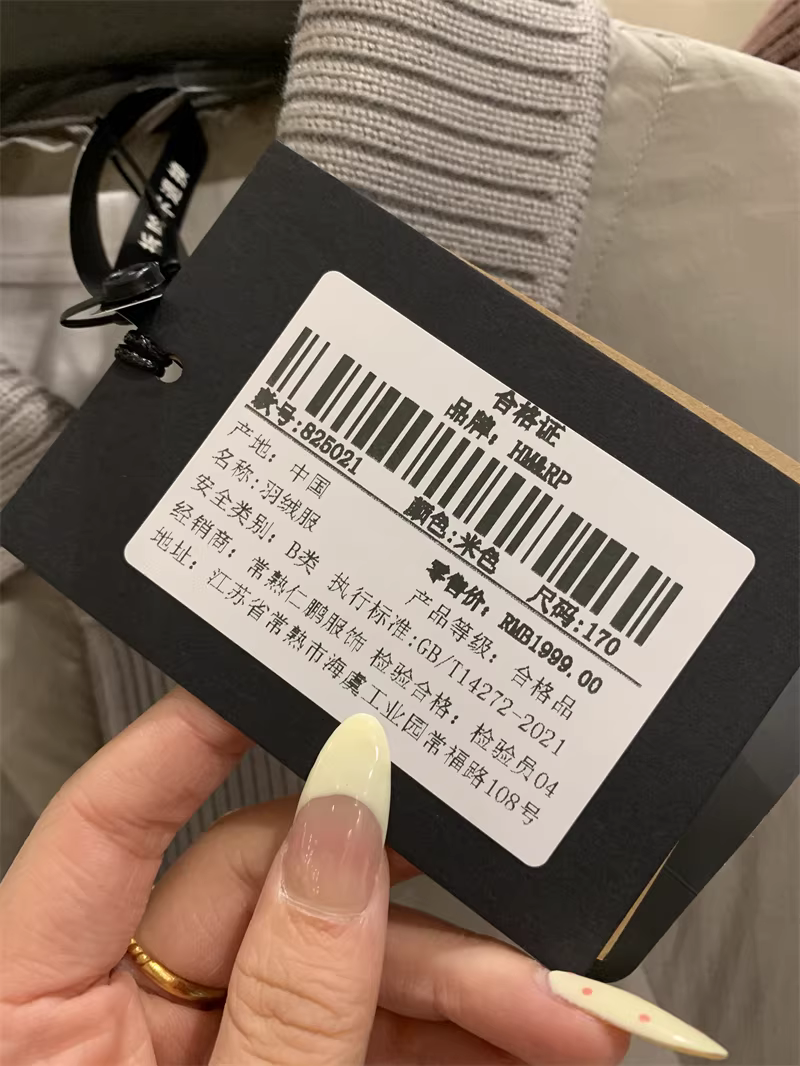 不退换
合格证
品牌: HM&RP
款号:825021 颜色:米色 尺码:170
产地: 中国 零售价: RMB1999.00
名称:羽绒服 产品等级: 合格品
安全类别: B类 执行标准:GB/T14272-2021
经销商: 常熟仁鹏服饰 检验合格: 检验员04
地址: 江苏省常熟市海虞工业园常福路108号